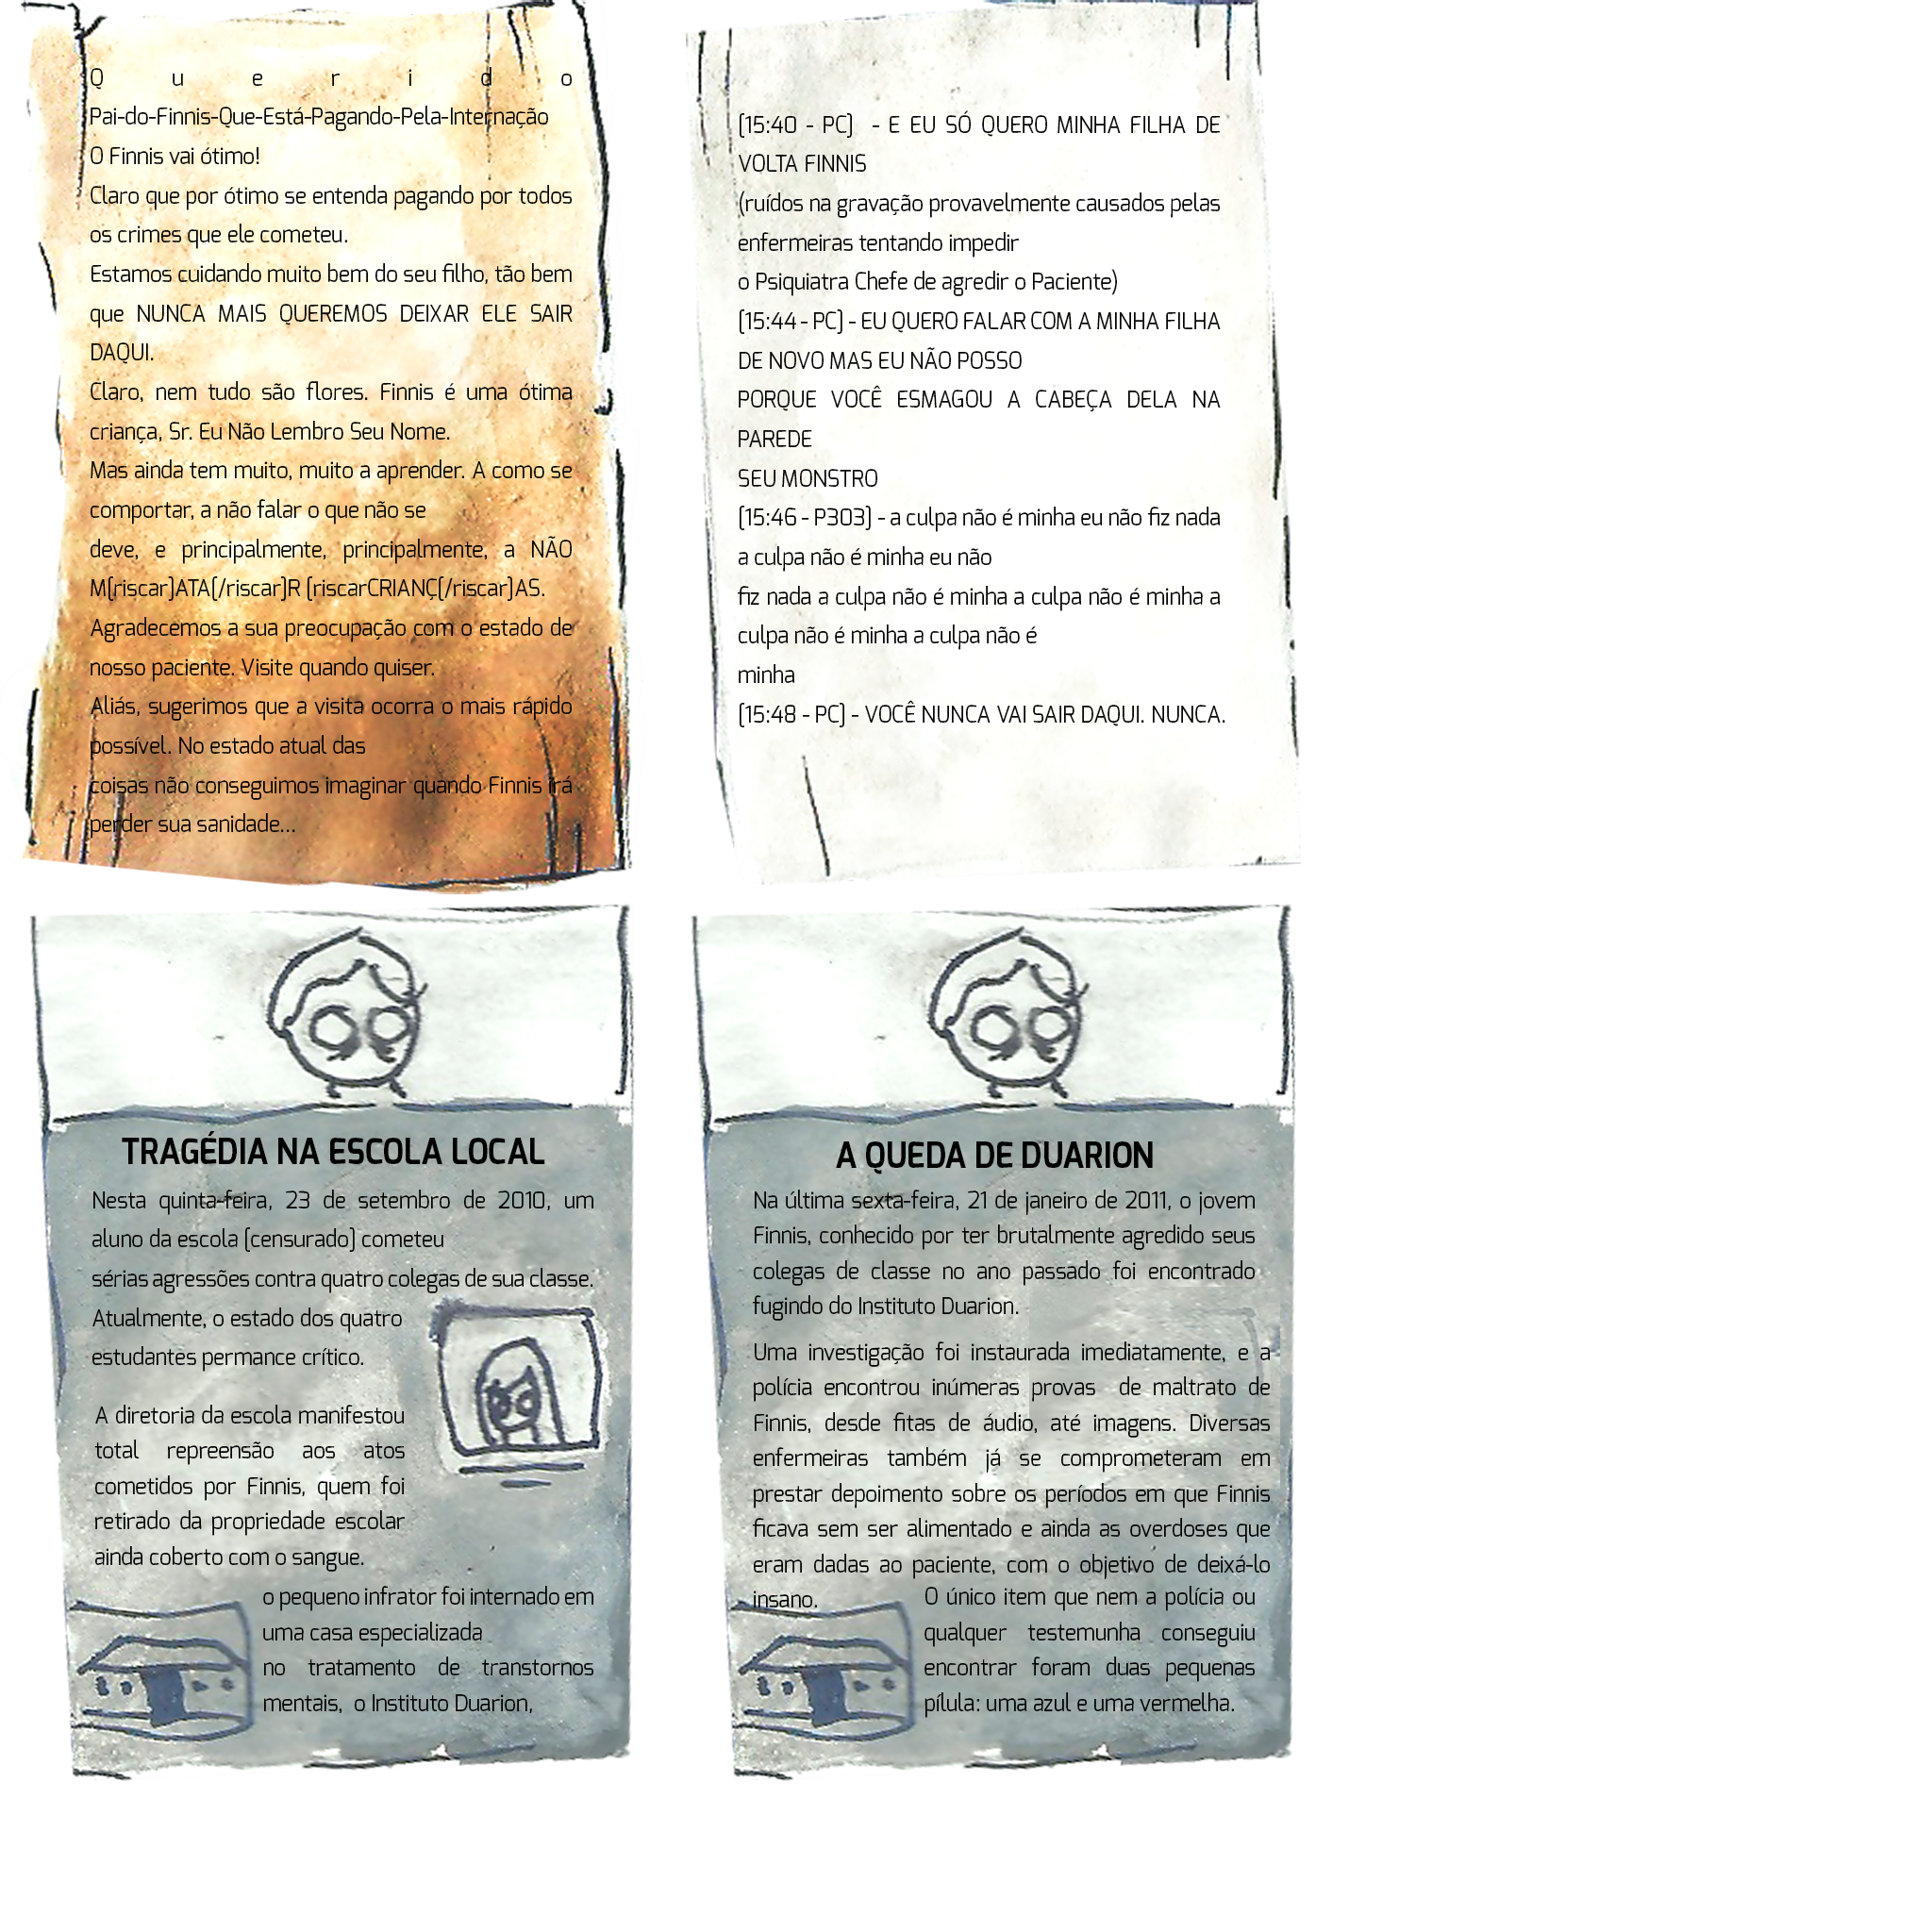 Querido
Pai-do-Finnis-Que-Está-Pagando-Pela-Internação
O Finnis vai ótimo!
Claro que por ótimo se entenda pagando por todos
os crimes que ele cometeu.
Estamos cuidando muito bem do seu filho, tão bem
que NUNCA MAIS QUEREMOS DEIXAR ELE SAIR
DAQUI.
Claro, nem tudo são flores. Finnis é uma ótima
criança, Sr. Eu Não Lembro Seu Nome.
Mas ainda tem muito, muito a aprender. A como se
comportar, a não falar o que não se
deve, e principalmente, principalmente, a NÃO
M[riscar]ATA[/riscar]R [riscarCRIANÇ[/riscar]AS.
Agradecemos a sua preocupação com o estado de
nosso paciente. Visite quando quiser.
Aliás, sugerimos que a visita ocorra o mais rápido
possível. No estado atual das
coisas não conseguimos imaginar quando Finnis irá
perder sua sanidade...
[15:40 - PC] - E EU SÓ QUERO MINHA FILHA DE
VOLTA FINNIS
(ruídos na gravação provavelmente causados pelas
enfermeiras tentando impedir
o Psiquiatra Chefe de agredir o Paciente)
[15:44 - PC] - EU QUERO FALAR COM A MINHA FILHA
DE NOVO MAS EU NÃO POSSO
PORQUE VOCÊ ESMAGOU A CABEÇA DELA NA
PAREDE
SEU MONSTRO
[15:46 - P303] - a culpa não é minha eu não fiz nada
a culpa não é minha eu não
fiz nada a culpa não é minha a culpa não é minha a
culpa não é minha a culpa não é
minha
[15:48 - PC] - VOCÊ NUNCA VAI SAIR DAQUI. NUNCA.
TRAGÉDIA NA ESCOLA LOCAL
Nesta quinta-feira, 23 de setembro de 2010, um
aluno da escola [censurado] cometeu
sérias agressões contra quatro colegas de sua classe.
Atualmente, o estado dos quatro
estudantes permance crítico.
A diretoria da escola manifestou
total repreensão aos atos
cometidos por Finnis, quem foi
retirado da propriedade escolar
ainda coberto com o sangue.
o pequeno infrator foi internado em
uma casa especializada
no tratamento de transtornos
mentais, o Instituto Duarion,
A QUEDA DE DUARION
Na última sexta-feira, 21 de janeiro de 2011, o jovem
Finnis, conhecido por ter brutalmente agredido seus
colegas de classe no ano passado foi encontrado
fugindo do Instituto Duarion.
Uma investigação foi instaurada imediatamente, e a
polícia encontrou inúmeras provas de maltrato de
Finnis, desde fitas de áudio, até imagens. Diversas
enfermeiras também já se comprometeram em
prestar depoimento sobre os períodos em que Finnis
ficava sem ser alimentado e ainda as overdoses que
eram dadas ao paciente, com o objetivo de deixá-lo
insano.
O único item que nem a polícia ou
qualquer testemunha conseguiu
encontrar foram duas pequenas
pílula: uma azul e uma vermelha.